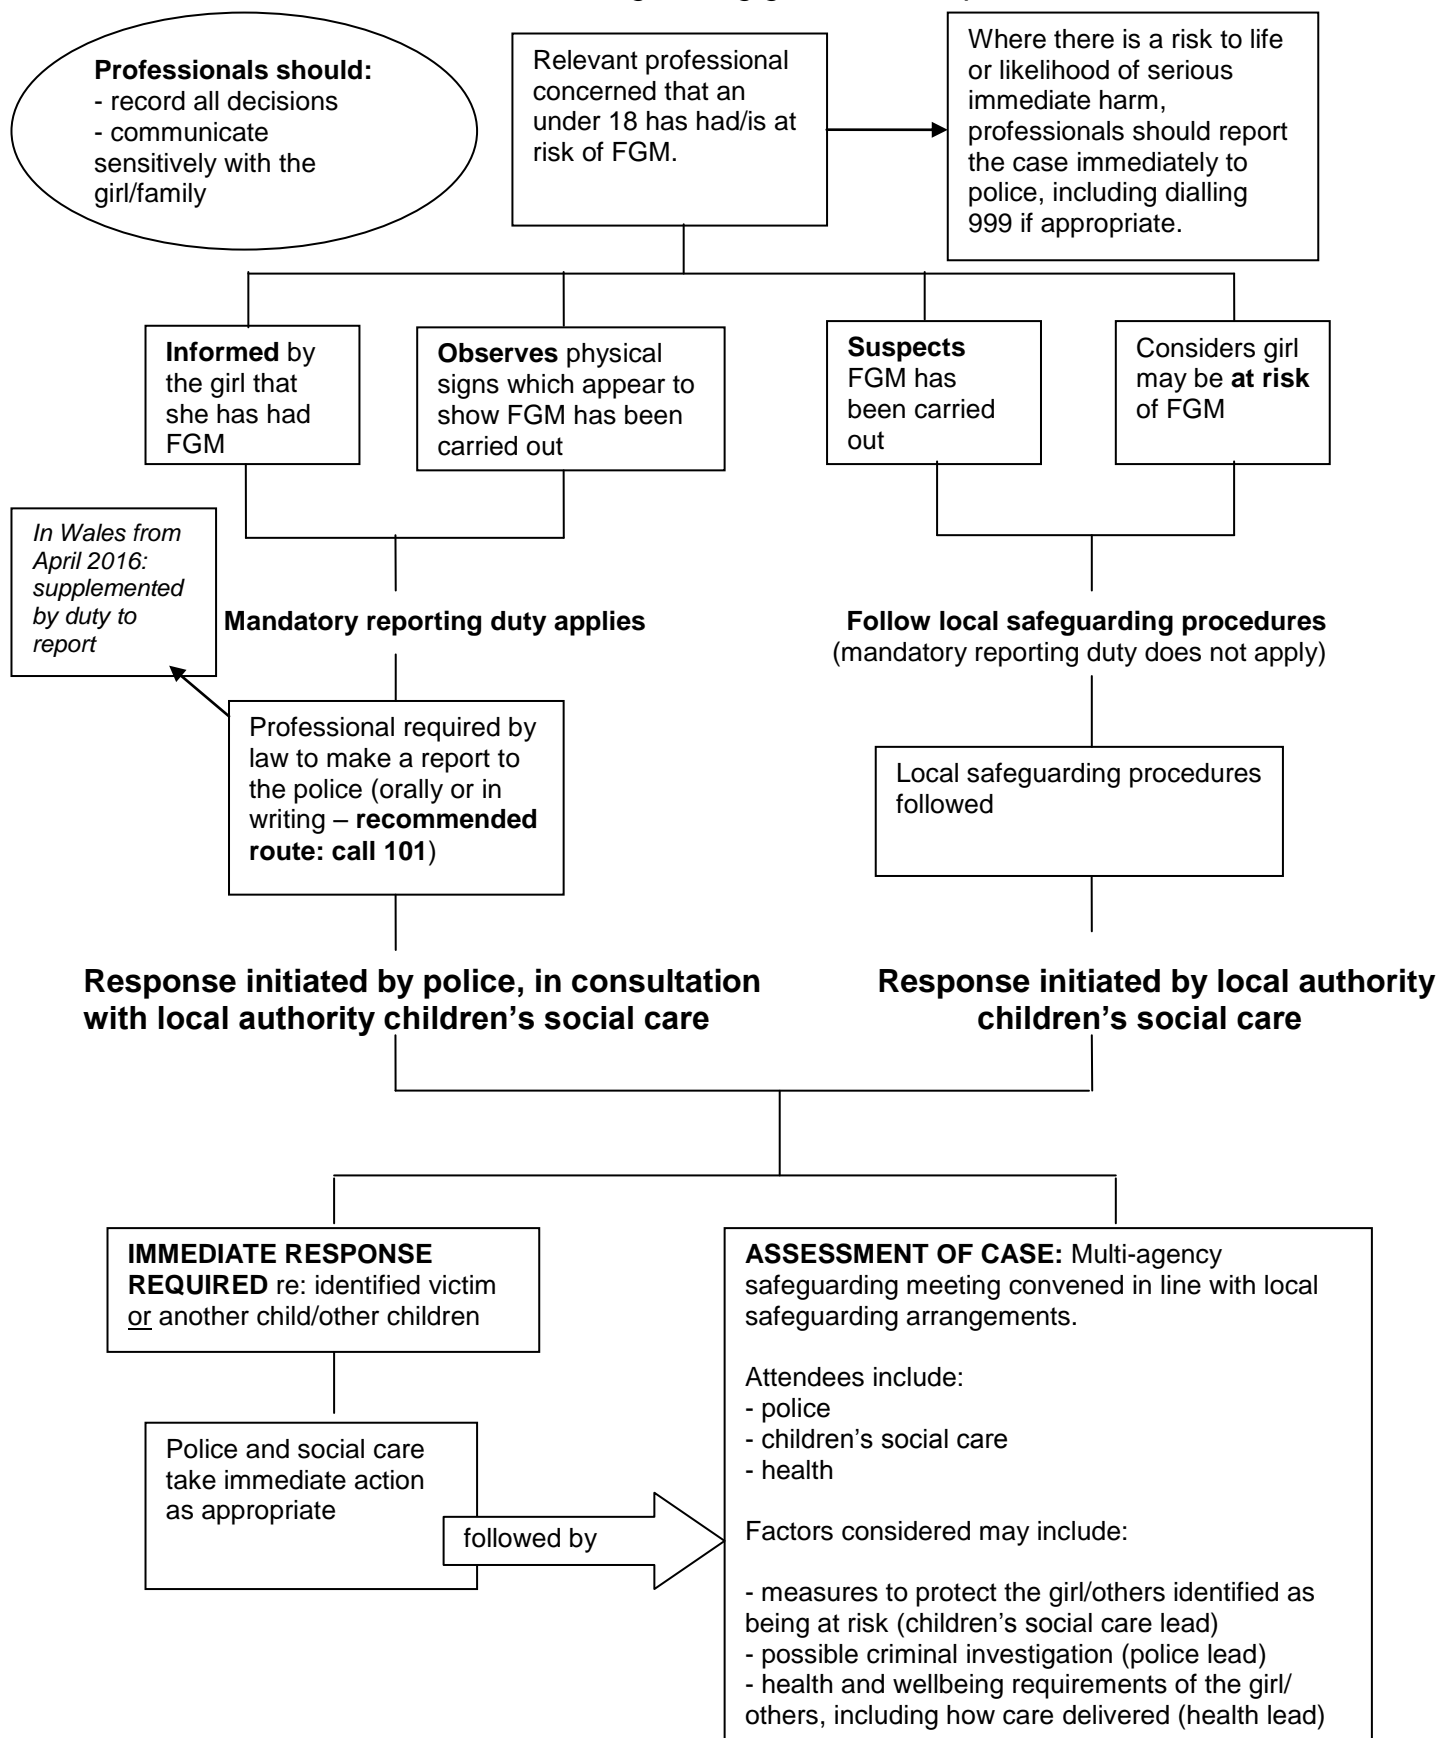 Professionals should:
- record all decisions
- communicate
sensitively with the
girl/family
Relevant professional
concerned that an
under 18 has had/is at
risk of FGM.
Where there is a risk to life
or likelihood of serious
immediate harm,
professionals should report
the case immediately to
police, including dialling
999 if appropriate.
Informed by
the girl that
she has had
FGM
Observes physical
signs which appear to
show FGM has been
carried out
Suspects
FGM has
been carried
out
Considers girl
may be at risk
of FGM
In Wales from
April 2016:
supplemented
by duty to
report
Mandatory reporting duty applies
Follow local safeguarding procedures
(mandatory reporting duty does not apply)
Professional required by
law to make a report to
the police (orally or in
writing – recommended
route: call 101)
Local safeguarding procedures
followed
Response initiated by police, in consultation
with local authority children’s social care
Response initiated by local authority
children’s social care
IMMEDIATE RESPONSE
REQUIRED re: identified victim
or another child/other children
Police and social care
take immediate action
as appropriate
followed by
ASSESSMENT OF CASE: Multi-agency
safeguarding meeting convened in line with local
safeguarding arrangements.
Attendees include:
- police
- children’s social care
- health
Factors considered may include:
- measures to protect the girl/others identified as
being at risk (children’s social care lead)
- possible criminal investigation (police lead)
- health and wellbeing requirements of the girl/
others, including how care delivered (health lead)